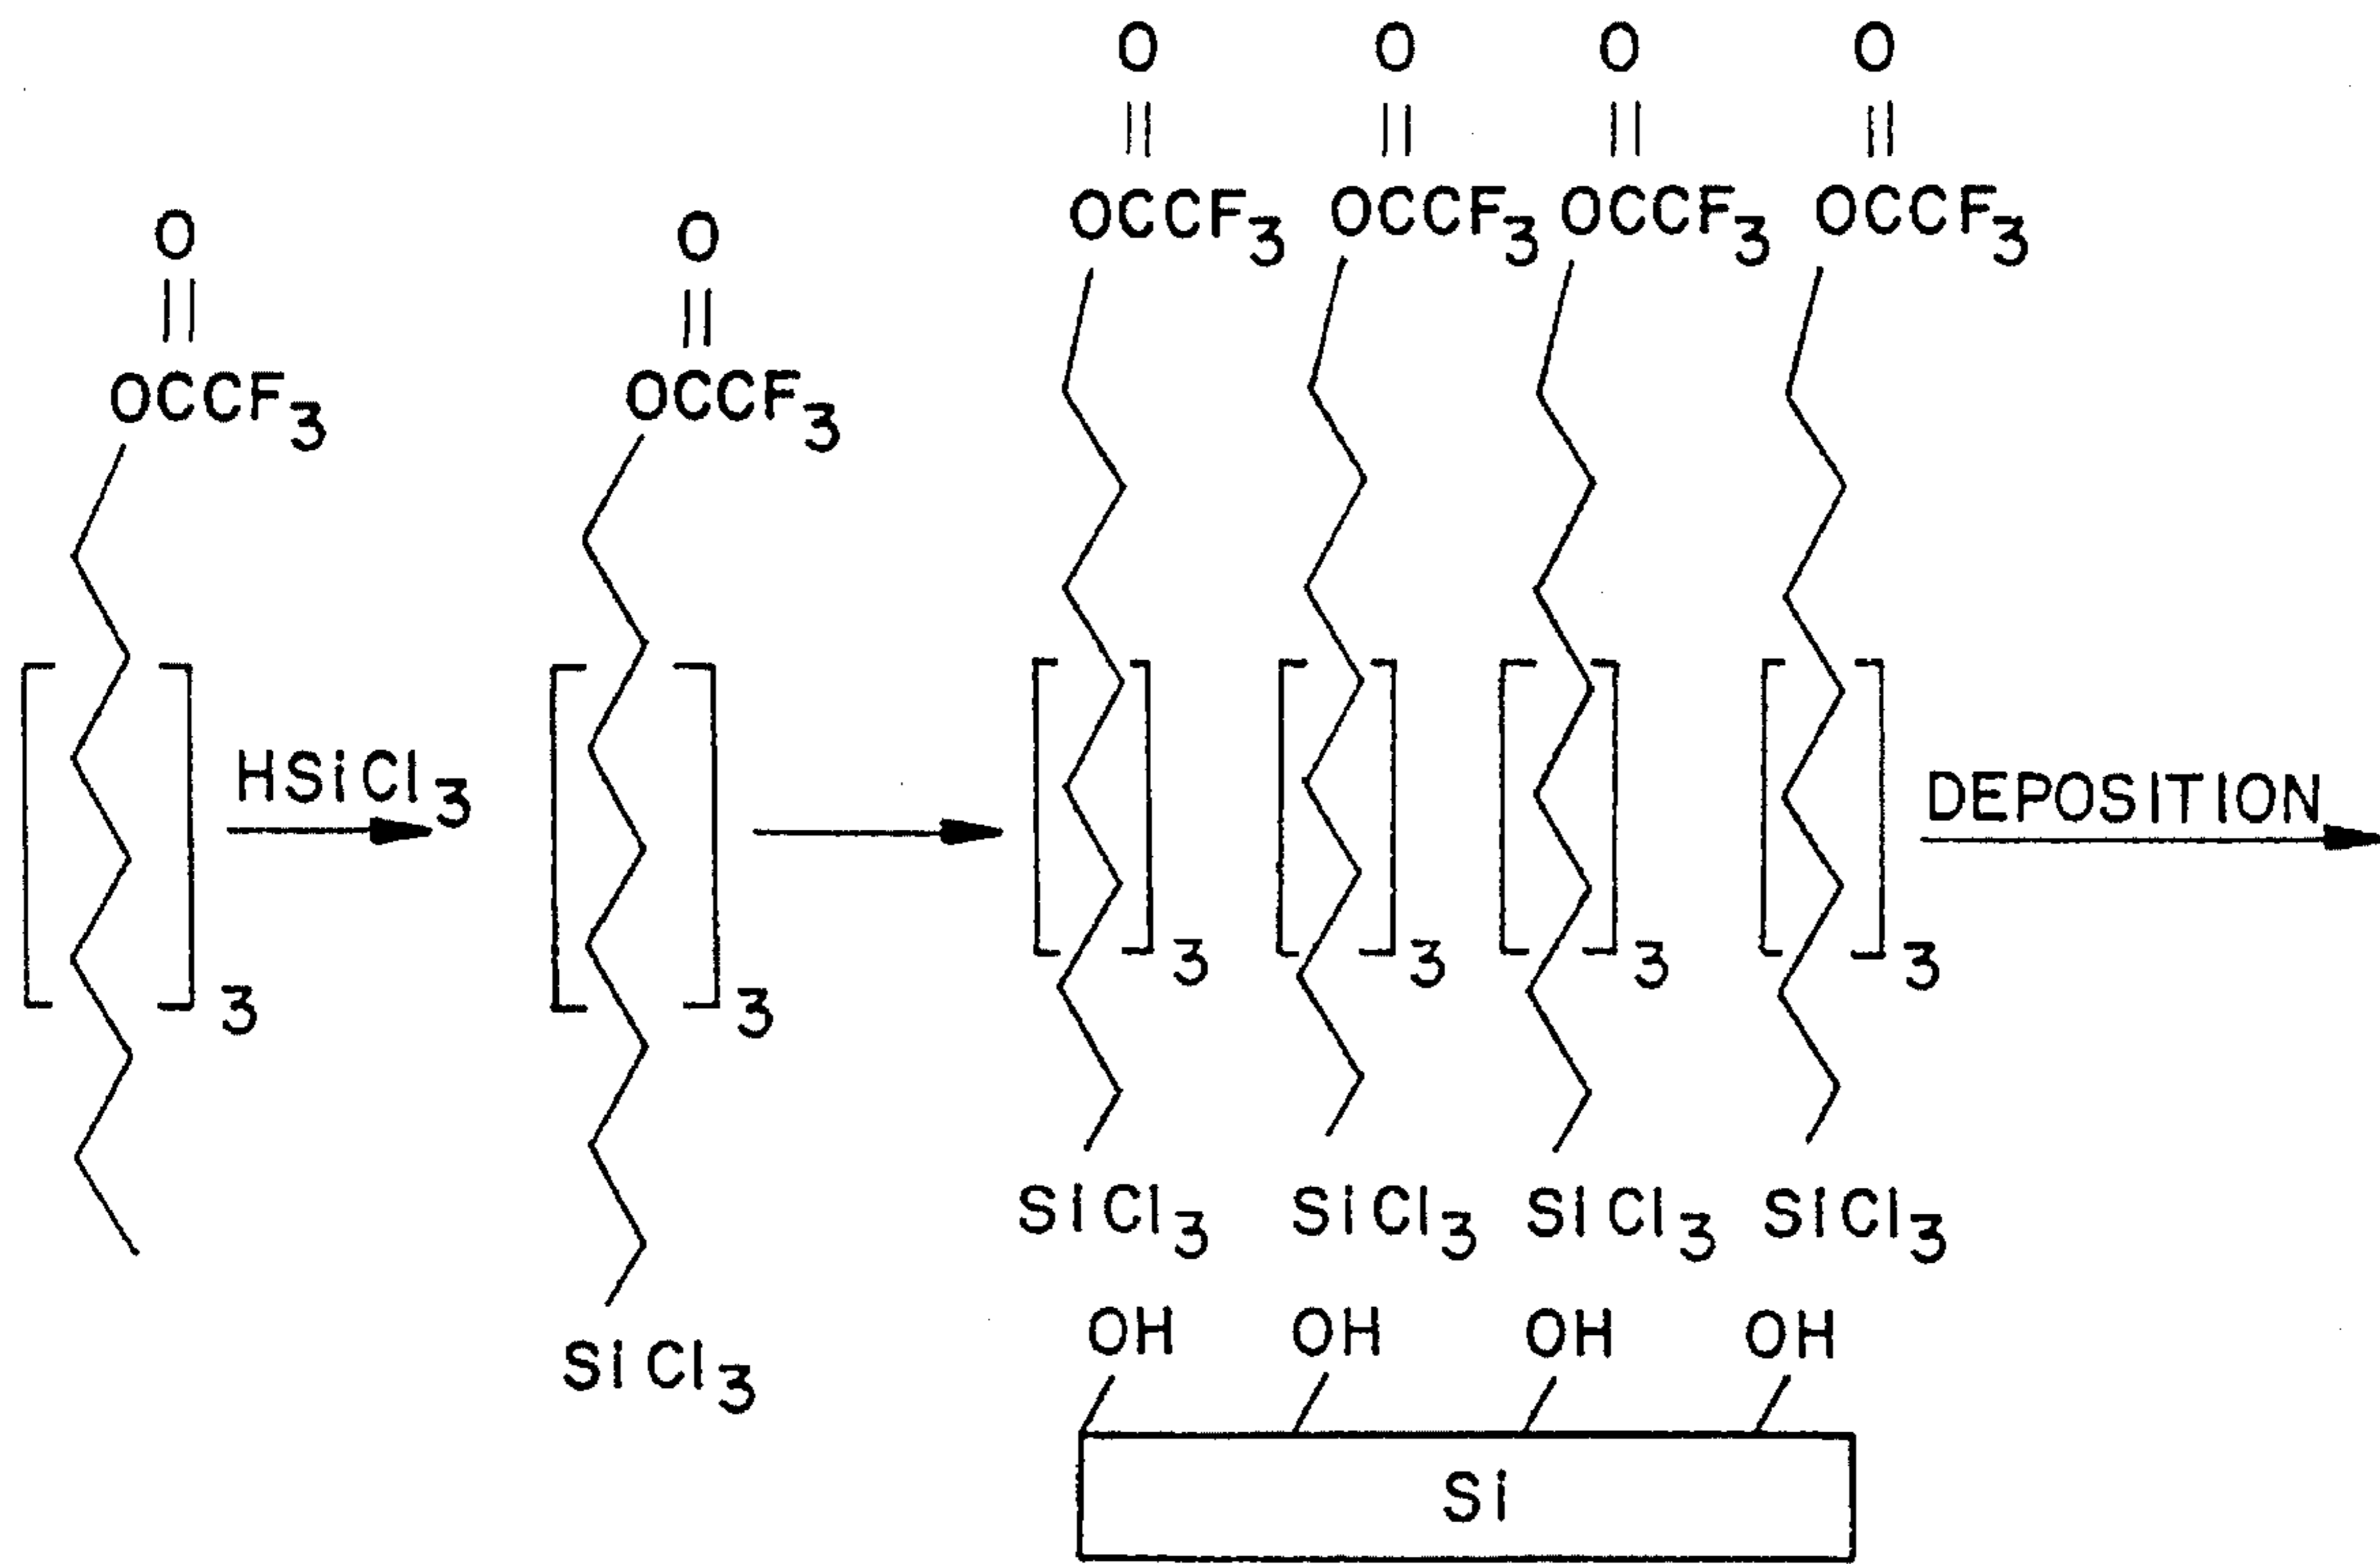 O O O O
OCCF3 OCCF3 OCCF3 OCCF3
O O
OCCF3 OCCF3
HSiCl3
DEPOSITION
3 3 3 3
3 3
SiCl3 SiCl3 SiCl3 SiCl3
OH OH OH OH
SiCl3
Si